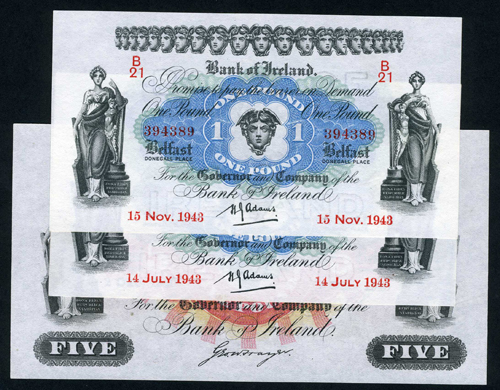 Bank of Ireland.
B B
21 21
Promise to pay the Bearer on Demand
One Pound One Pound
ONE POUND
394389 1 1 394389
Belfast Belfast
DONEGALL PLACE DONEGALL PLACE
ONE POUND
For the Governor and Company of the
Bank of Ireland
15 Nov. 1943 H J Adams 15 Nov. 1943
For the Governor and Company of the
Bank of Ireland
14 JULY 1943 H J Adams 14 JULY 1943
For the Governor and Company of the
Bank of Ireland.
FIVE FIVE